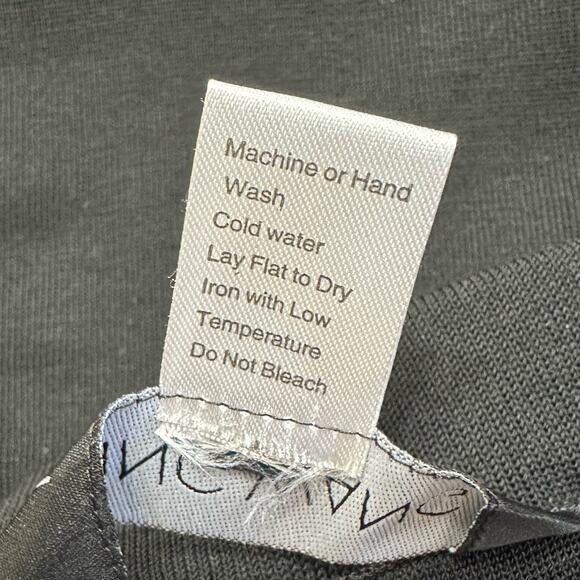 Machine or Hand
Wash
Cold water
Lay Flat to Dry
Iron with Low
Temperature
Do Not Bleach